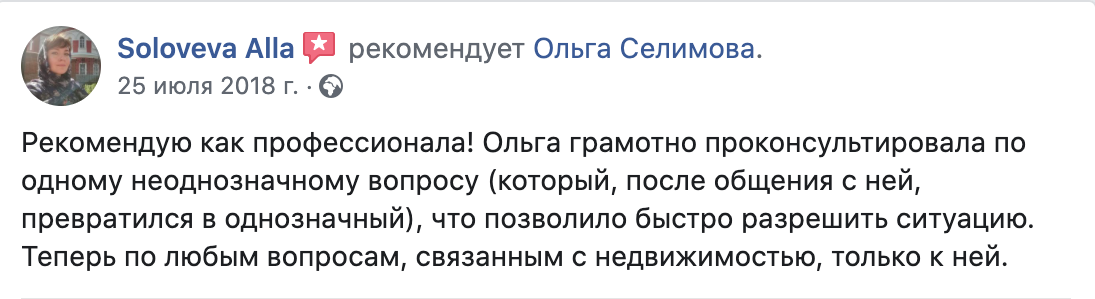 Soloveva Alla рекомендует Ольга Селимова.
25 июля 2018 г. ·
Рекомендую как профессионала! Ольга грамотно проконсультировала по
одному неоднозначному вопросу (который, после общения с ней,
превратился в однозначный), что позволило быстро разрешить ситуацию.
Теперь по любым вопросам, связанным с недвижимостью, только к ней.